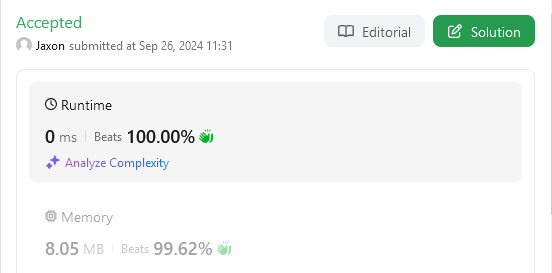 Accepted
Editorial
Solution
Jaxon submitted at Sep 26, 2024 11:31
Runtime
0 ms Beats 100.00%
Analyze Complexity
Memory
8.05 MB Beats 99.62%